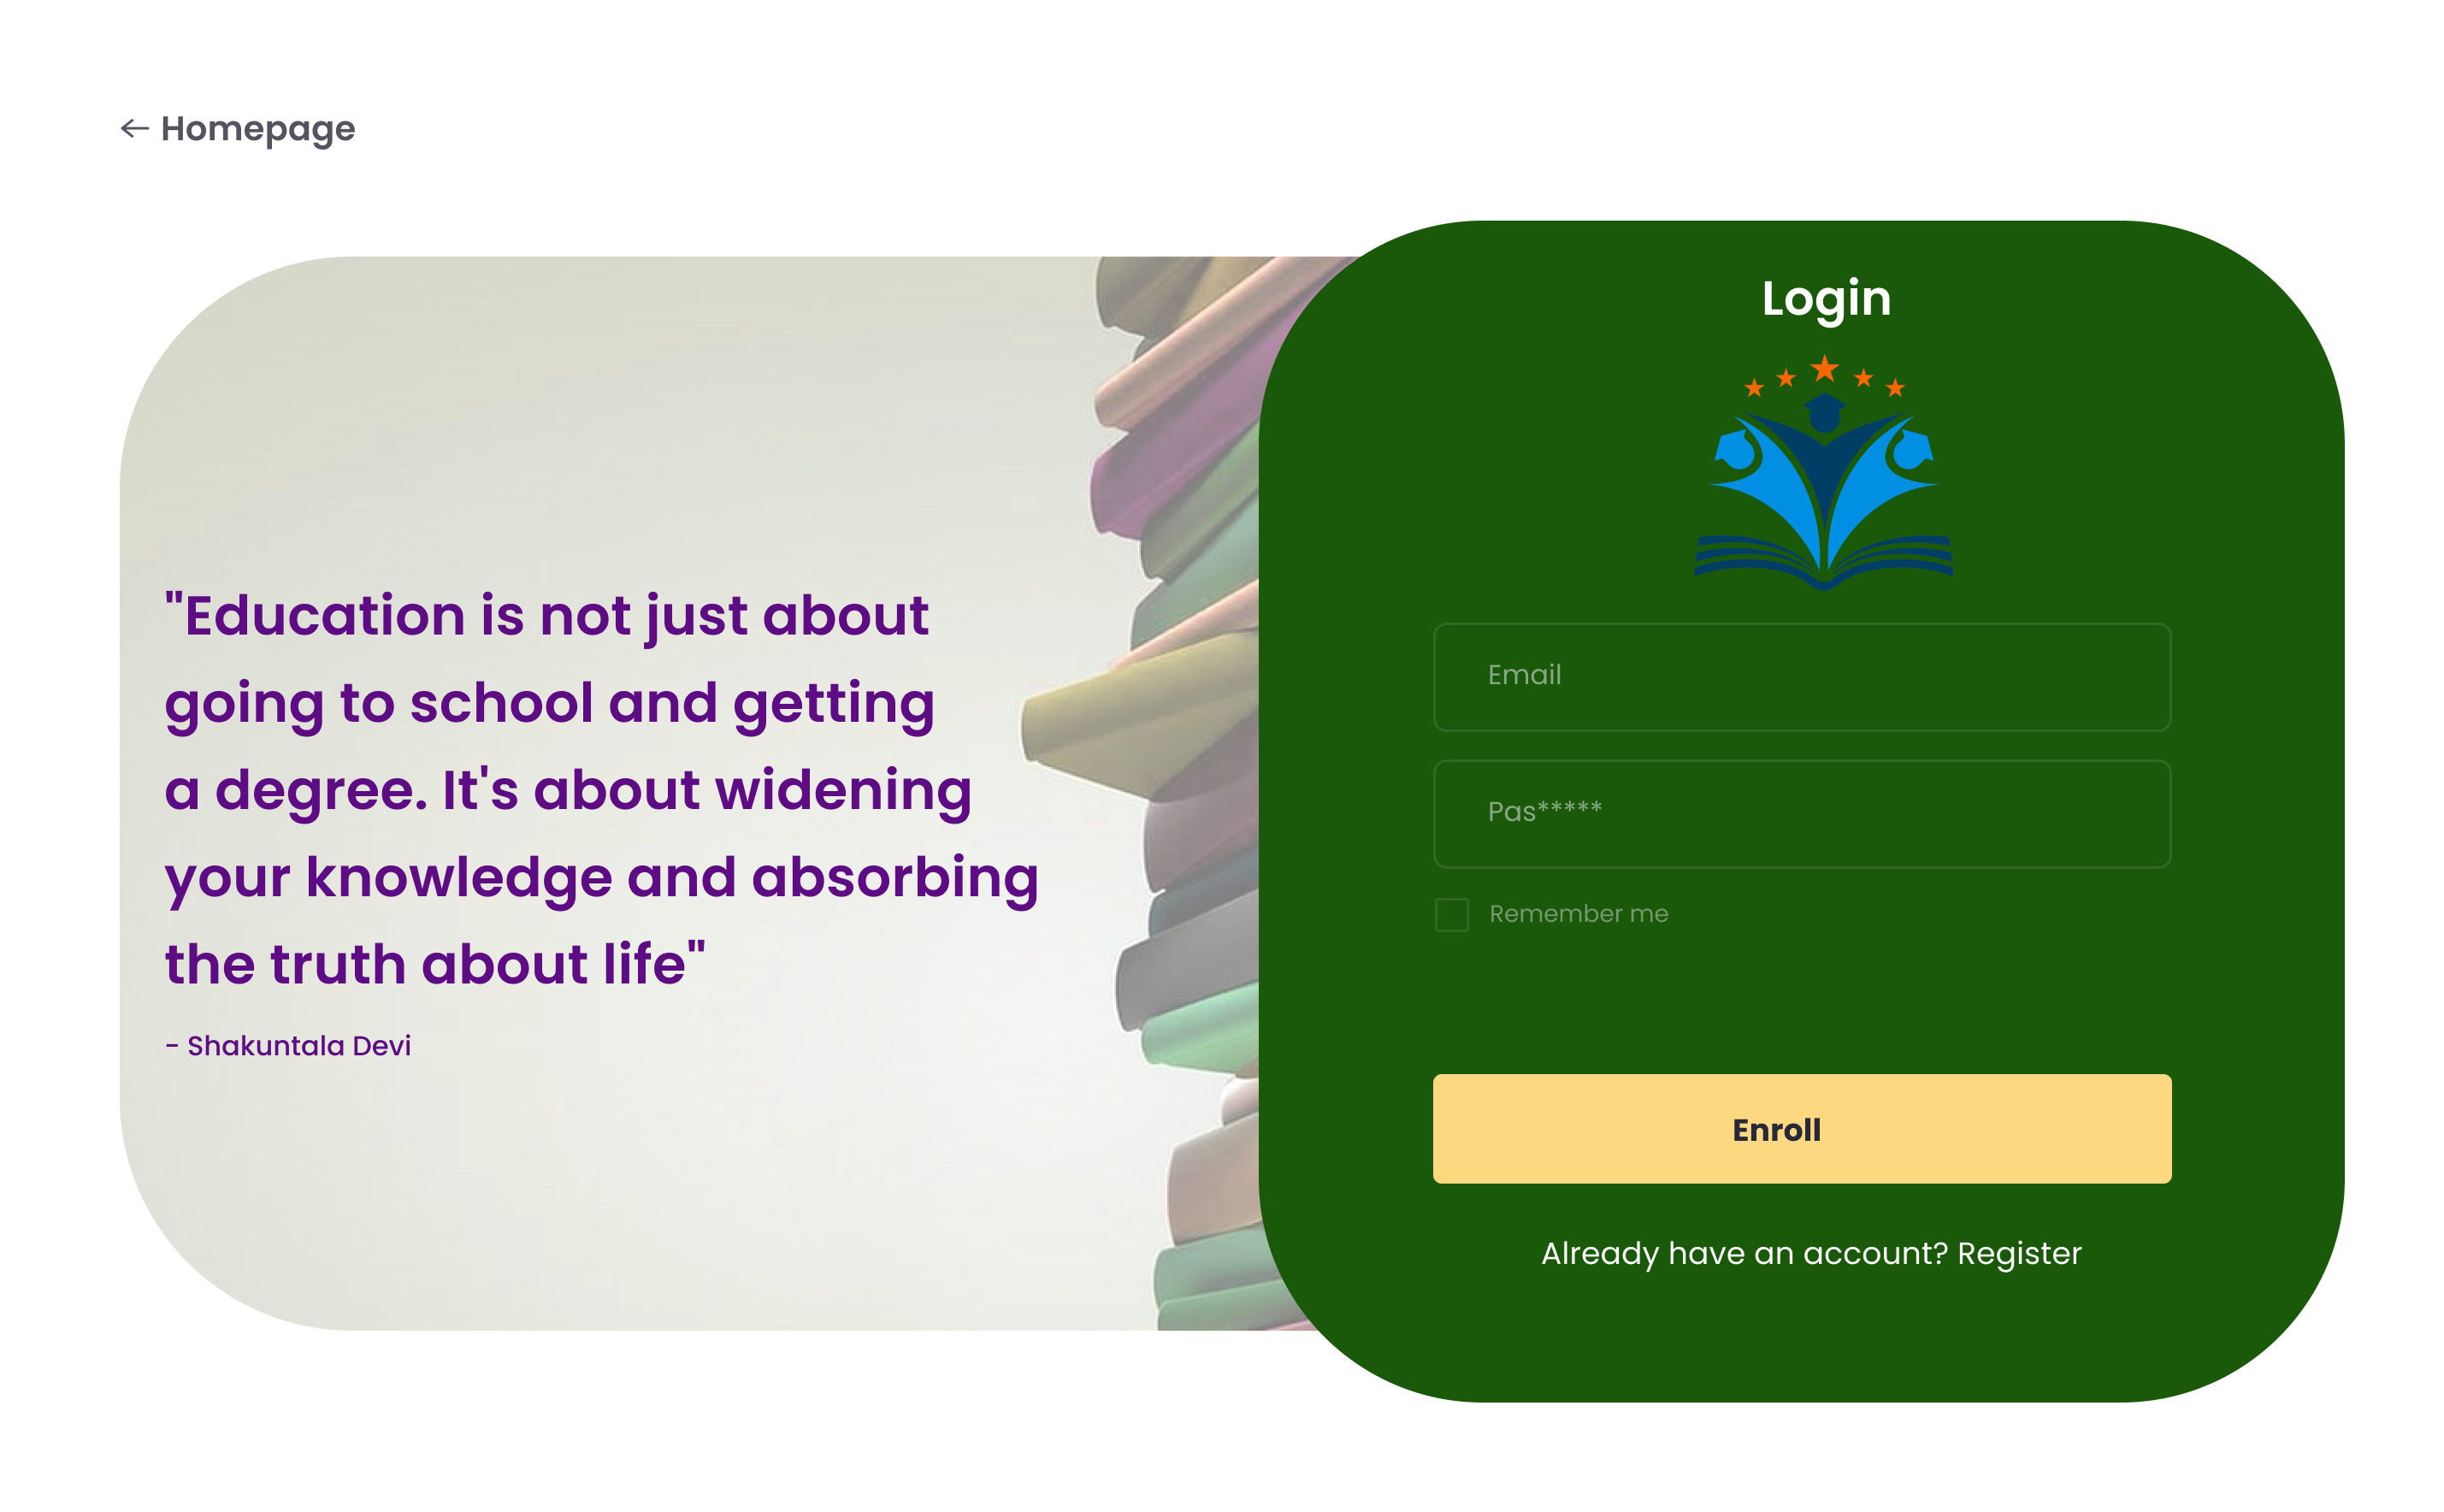 Homepage
"Education is not just about
going to school and getting
a degree. It's about widening
your knowledge and absorbing
the truth about life"
- Shakuntala Devi
Login
Email
Pas*****
Remember me
Enroll
Already have an account? Register